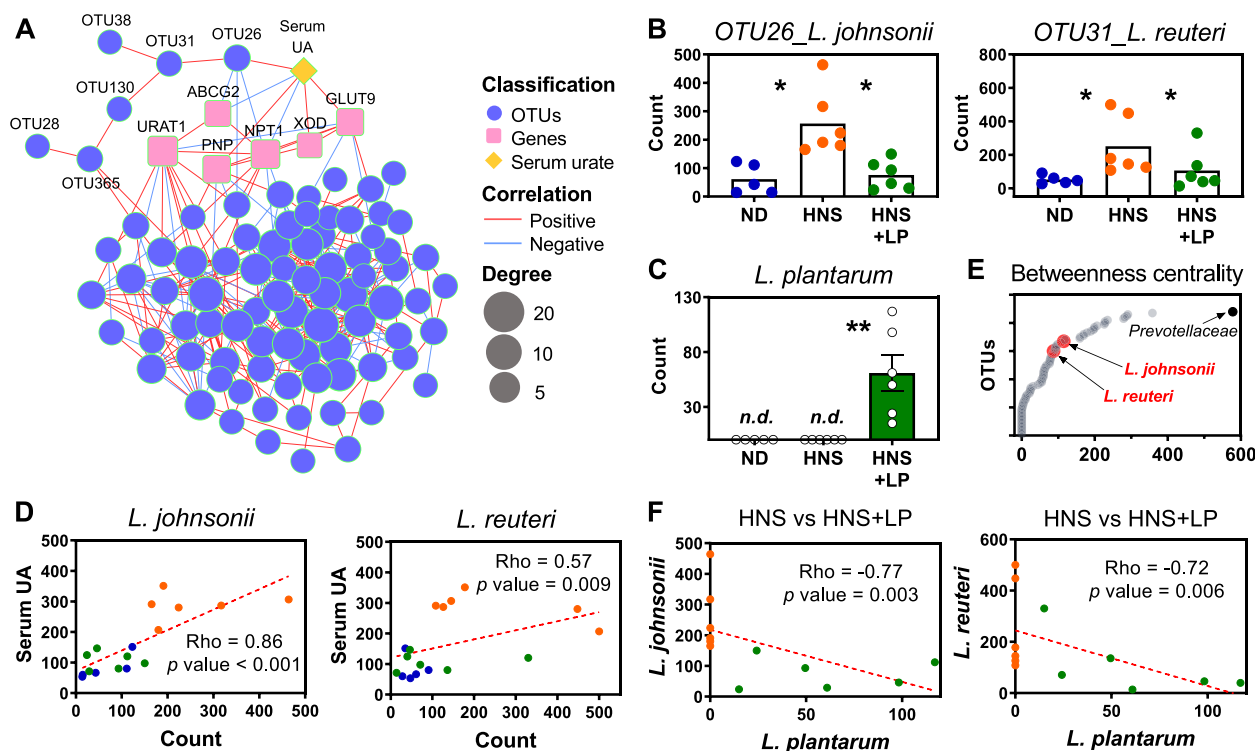 A
OTU38
OTU31
OTU26
Serum
UA
OTU130
ABCG2
GLUT9
OTU28
URAT1
NPT1
XOD
PNP
OTU365
Classification
OTUs
Genes
Serum urate
Correlation
Positive
Negative
Degree
20
10
5
B
OTU26_L. johnsonii
Count
500
400
300
200
100
0
*
*
ND
HNS
HNS
+LP
OTU31_L. reuteri
Count
800
600
400
200
0
*
*
ND
HNS
HNS
+LP
C
L. plantarum
Count
130
90
60
30
n.d.
n.d.
**
ND
HNS
HNS
+LP
E
Betweenness centrality
OTUs
Prevotellaceae
L. johnsonii
L. reuteri
0
200
400
600
D
L. johnsonii
Serum UA
500
400
300
200
100
0
Rho = 0.86
p value < 0.001
0
100
200
300
400
500
Count
L. reuteri
Serum UA
500
400
300
200
100
0
Rho = 0.57
p value = 0.009
0
100
200
300
400
500
Count
F
HNS vs HNS+LP
L. johnsonii
500
400
300
200
100
0
Rho = -0.77
p value = 0.003
0
50
100
L. plantarum
HNS vs HNS+LP
L. reuteri
600
400
200
0
Rho = -0.72
p value = 0.006
0
50
100
L. plantarum